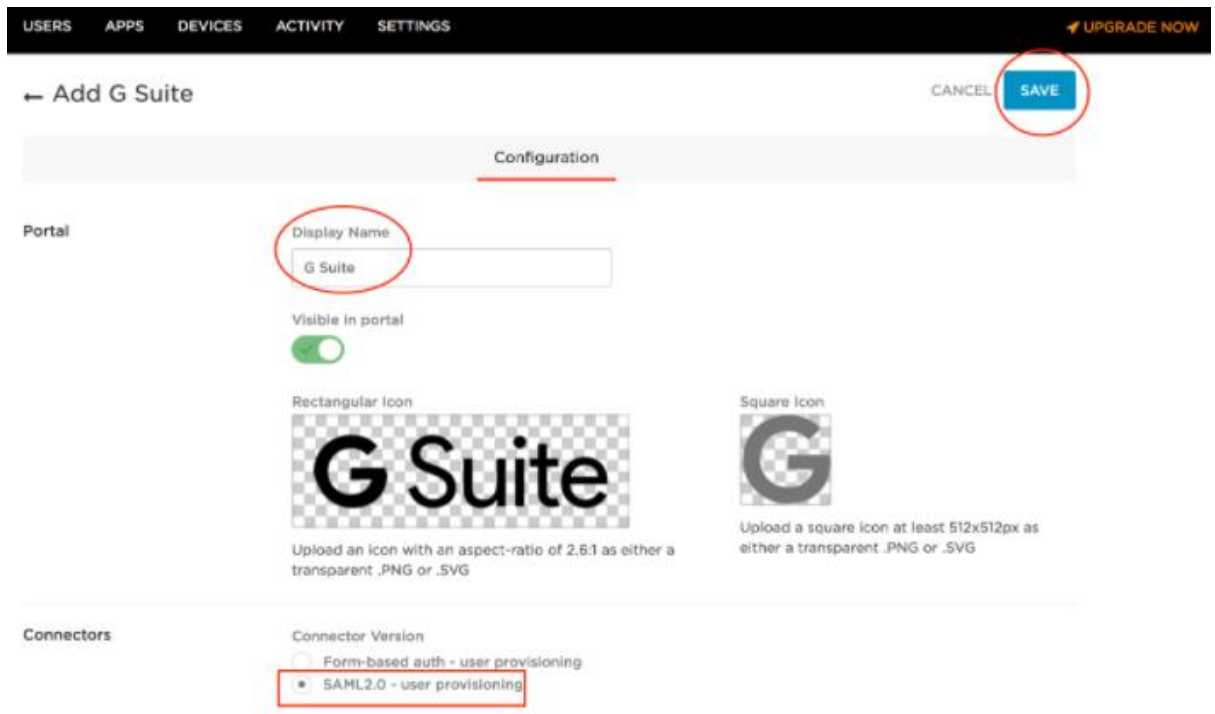 USERS APPS DEVICES ACTIVITY SETTINGS UPGRADE NOW
← Add G Suite CANCEL SAVE
Configuration
Portal
Display Name
G Suite
Visible in portal
Rectangular Icon
G Suite
Upload an icon with an aspect-ratio of 2.6:1 as either a
transparent .PNG or .SVG
Square Icon
G
Upload a square icon at least 512x512px as
either a transparent .PNG or .SVG
Connectors
Connector Version
Form-based auth - user provisioning
SAML2.0 - user provisioning